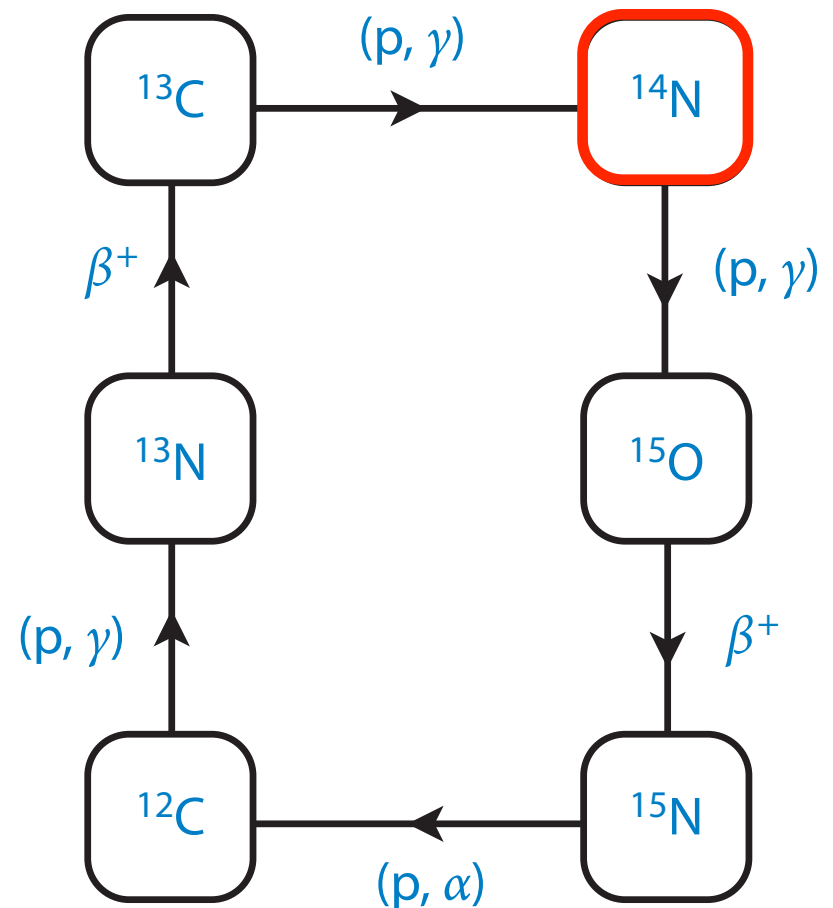 (p, γ)
¹³C
¹⁴N
β⁺
(p, γ)
¹³N
¹⁵O
(p, γ)
β⁺
¹²C
¹⁵N
(p, α)